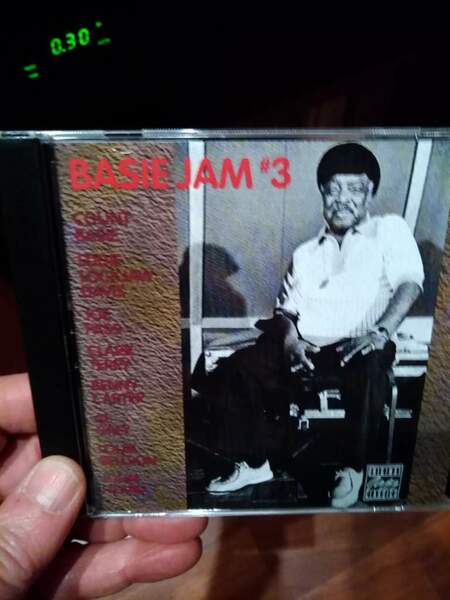 0.30
BASIE JAM #3
COUNT
BASIE
EDDIE
LOCKJAW
DAVIS
JOE
PASS
CLARK
TERRY
BENNY
CARTER
AL
GREY
LOUIE
BELLSON
JOHN